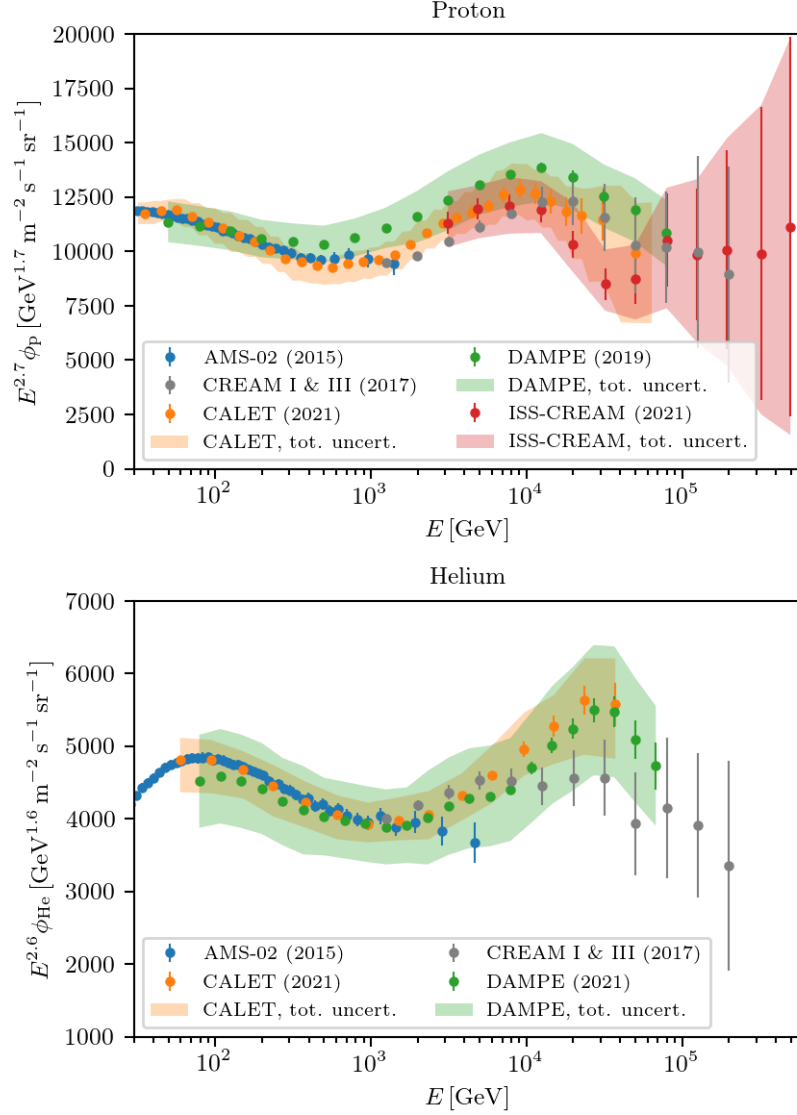 Proton
20000
17500
15000
12500
10000
7500
5000
2500
0
E^{2.7} ϕ_p [GeV^{1.7} m^{−2} s^{−1} sr^{−1}]
AMS-02 (2015)
CREAM I & III (2017)
CALET (2021)
CALET, tot. uncert.
DAMPE (2019)
DAMPE, tot. uncert.
ISS-CREAM (2021)
ISS-CREAM, tot. uncert.
10^2 10^3 10^4 10^5
E [GeV]
Helium
7000
6000
5000
4000
3000
2000
1000
E^{2.6} ϕ_{He} [GeV^{1.6} m^{−2} s^{−1} sr^{−1}]
AMS-02 (2015)
CALET (2021)
CALET, tot. uncert.
CREAM I & III (2017)
DAMPE (2021)
DAMPE, tot. uncert.
10^2 10^3 10^4 10^5
E [GeV]